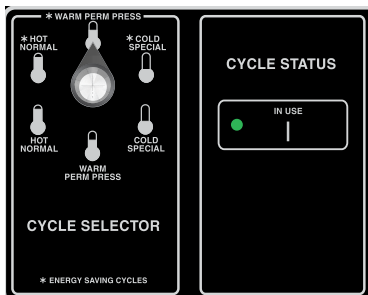 * WARM PERM PRESS
* HOT
NORMAL
* COLD
SPECIAL
HOT
NORMAL
COLD
SPECIAL
WARM
PERM PRESS
CYCLE SELECTOR
* ENERGY SAVING CYCLES
CYCLE STATUS
IN USE